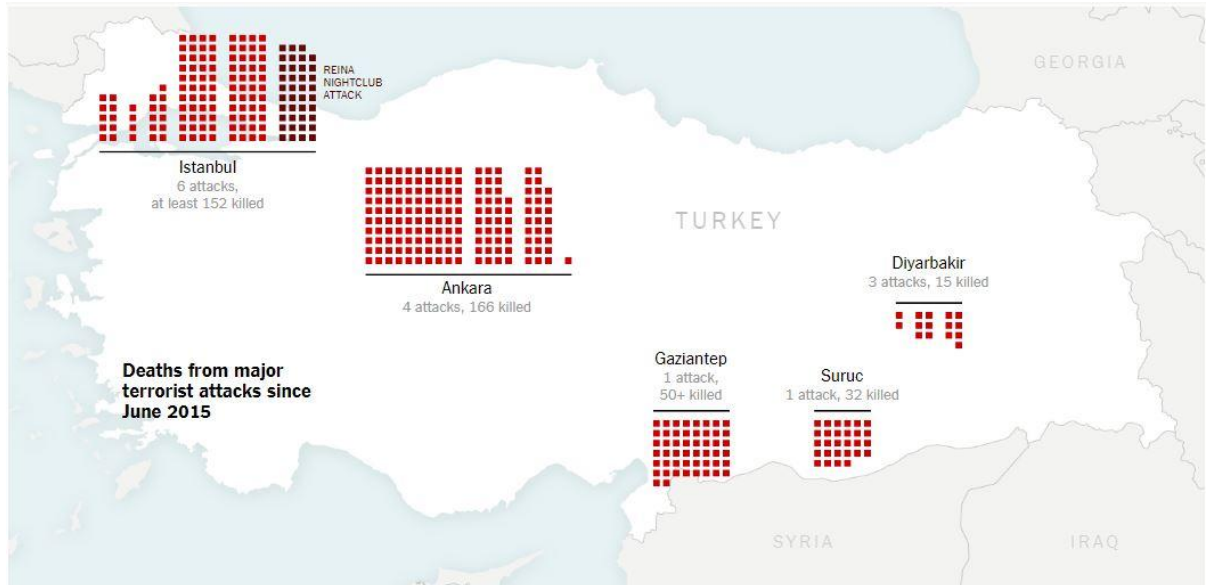 GEORGIA
REINA
NIGHTCLUB
ATTACK
Istanbul
6 attacks,
at least 152 killed
TURKEY
Ankara
4 attacks, 166 killed
Diyarbakir
3 attacks, 15 killed
Deaths from major
terrorist attacks since
June 2015
Gaziantep
1 attack,
50+ killed
Suruc
1 attack, 32 killed
SYRIA
IRAQ